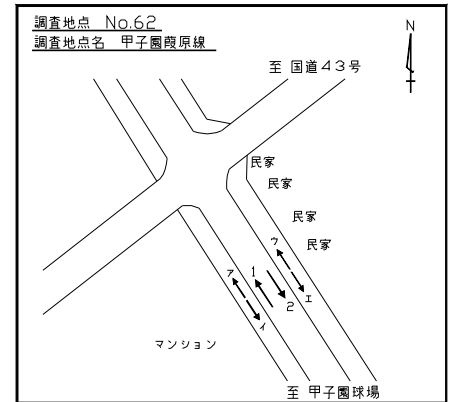 調査地点 No.62
調査地点名 甲子園葭原線
N
至 国道43号
民家
民家
民家
民家
ウ
ア
1
エ
2
イ
マンション
至 甲子園球場